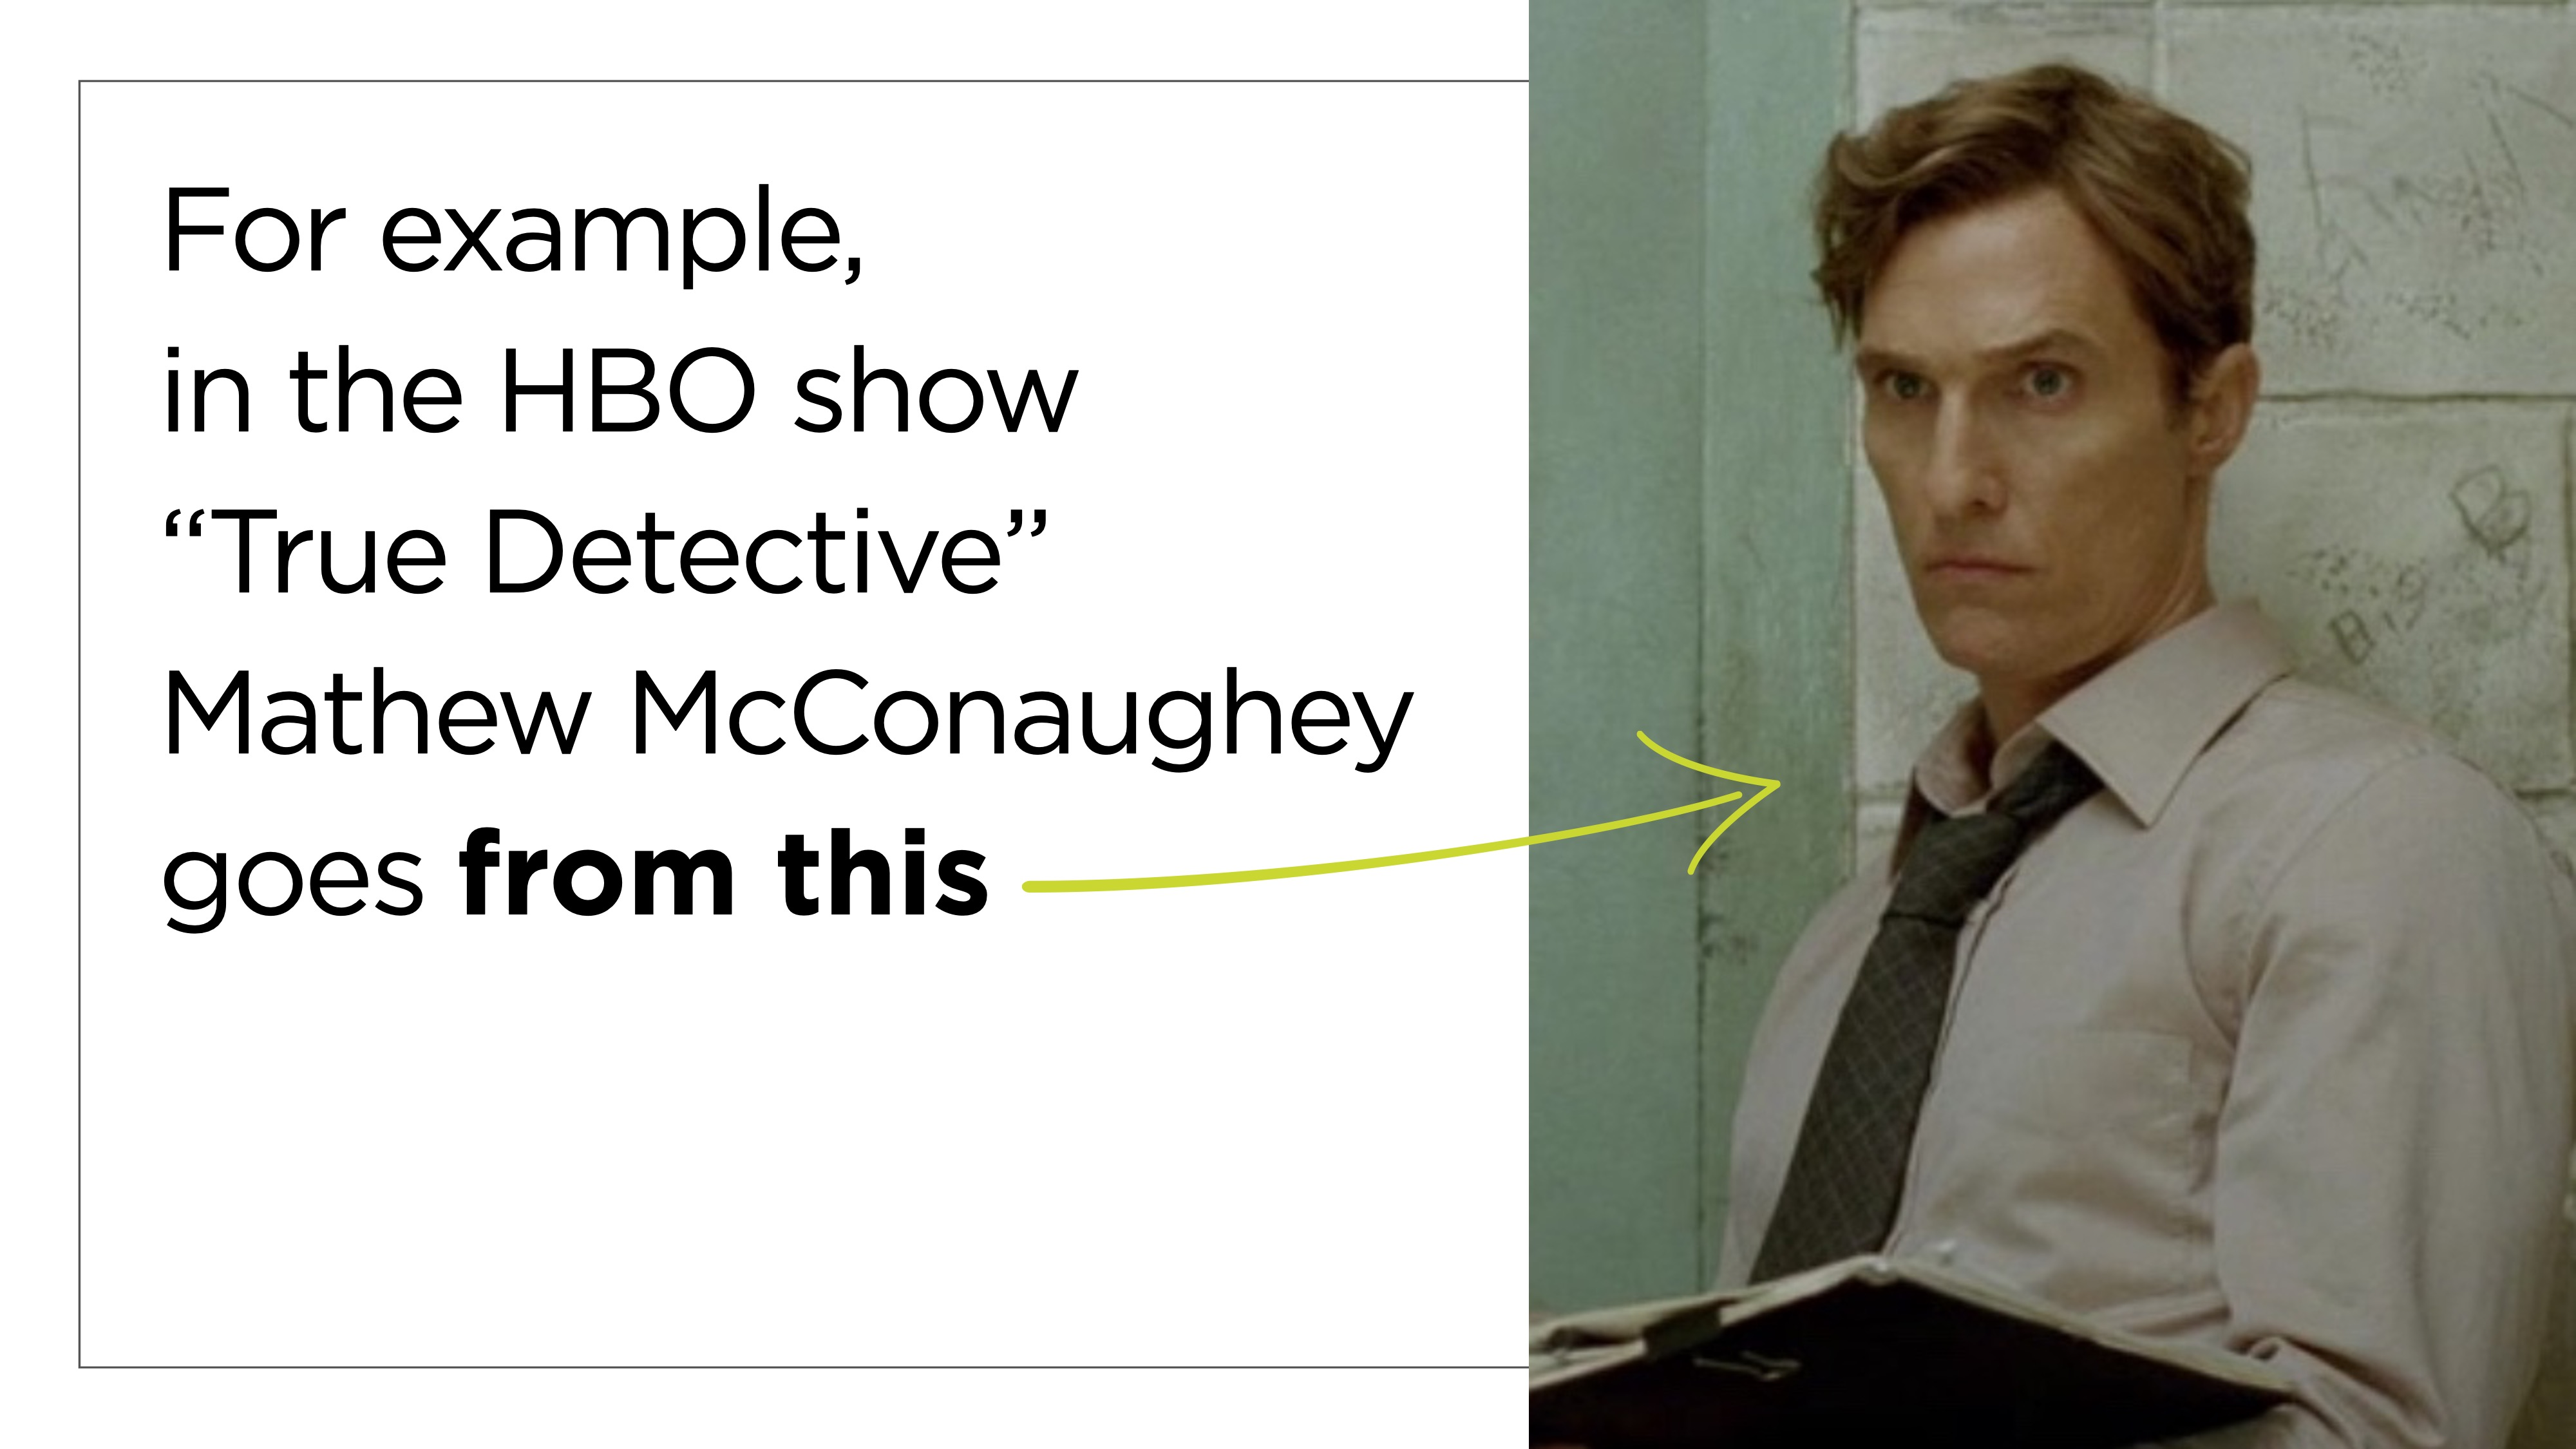 For example,
in the HBO show
“True Detective”
Mathew McConaughey
goes from this